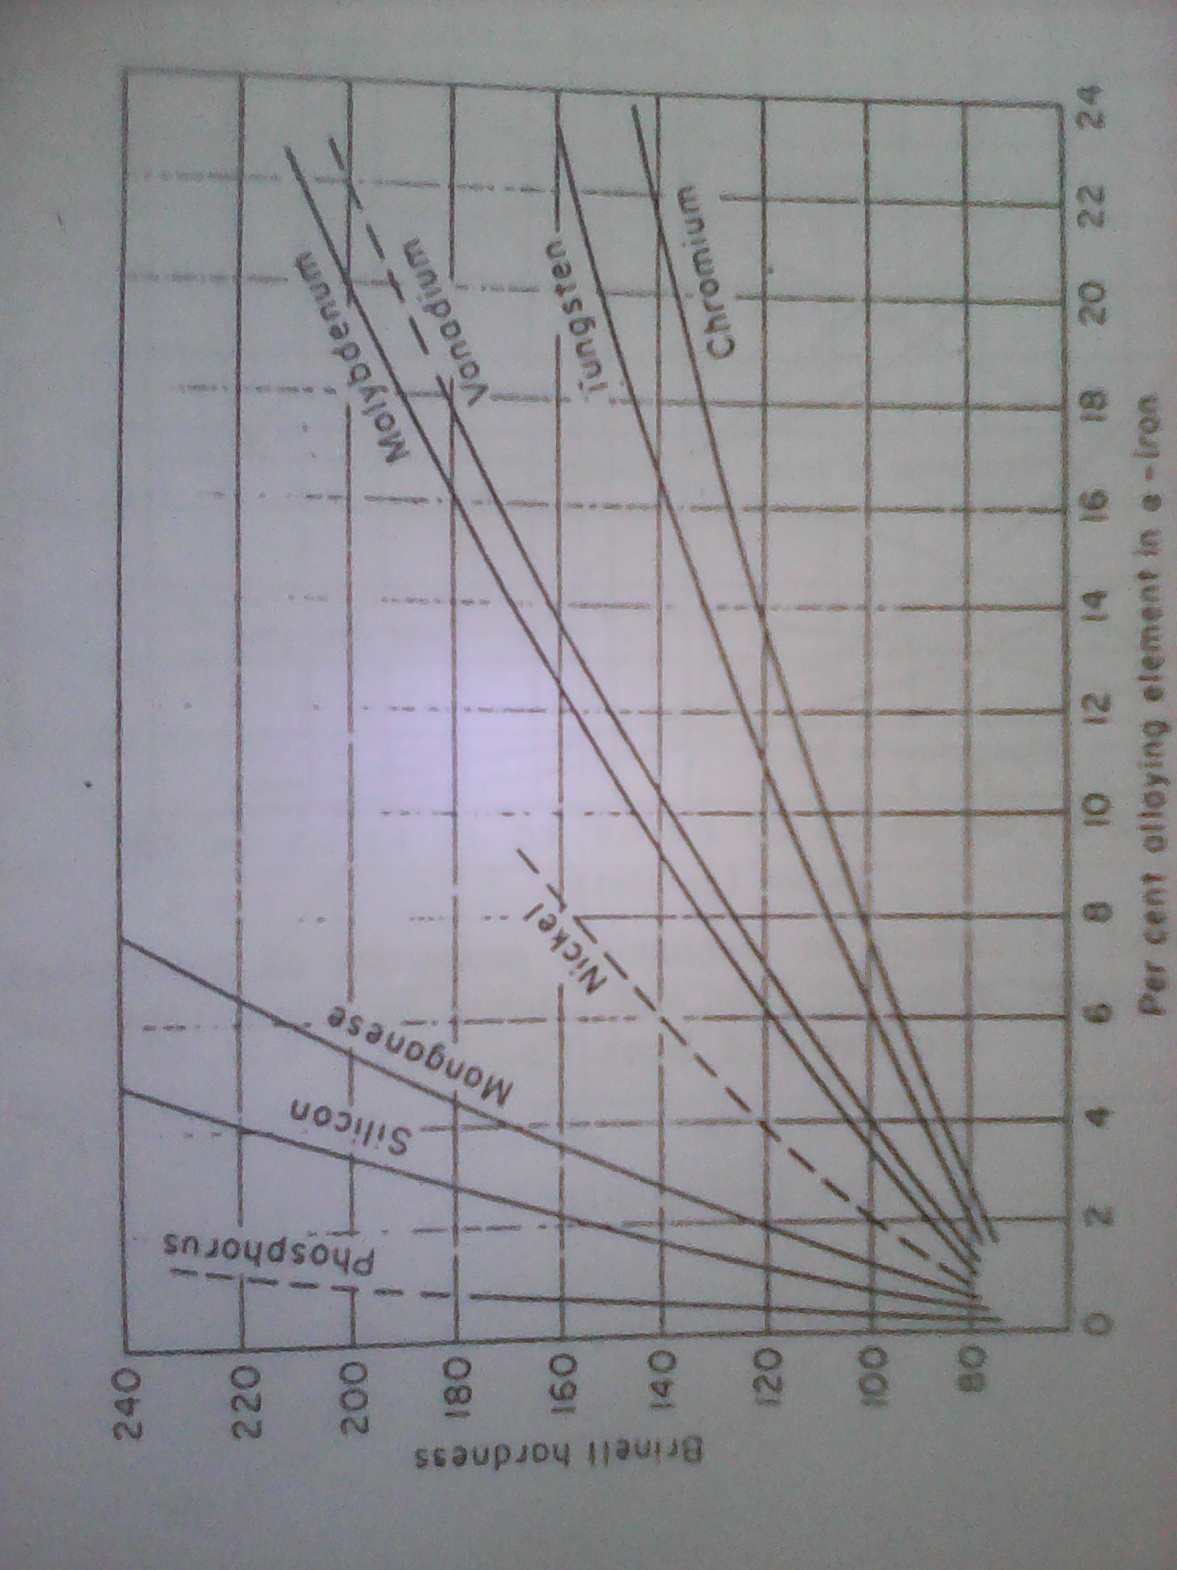 Brinell hardness
240
220
200
180
160
140
120
100
80
Phosphorus
Silicon
Manganese
Nickel
Molybdenum
Vanadium
Tungsten
Chromium
0 2 4 6 8 10 12 14 16 18 20 22 24
Per cent alloying element in α-iron